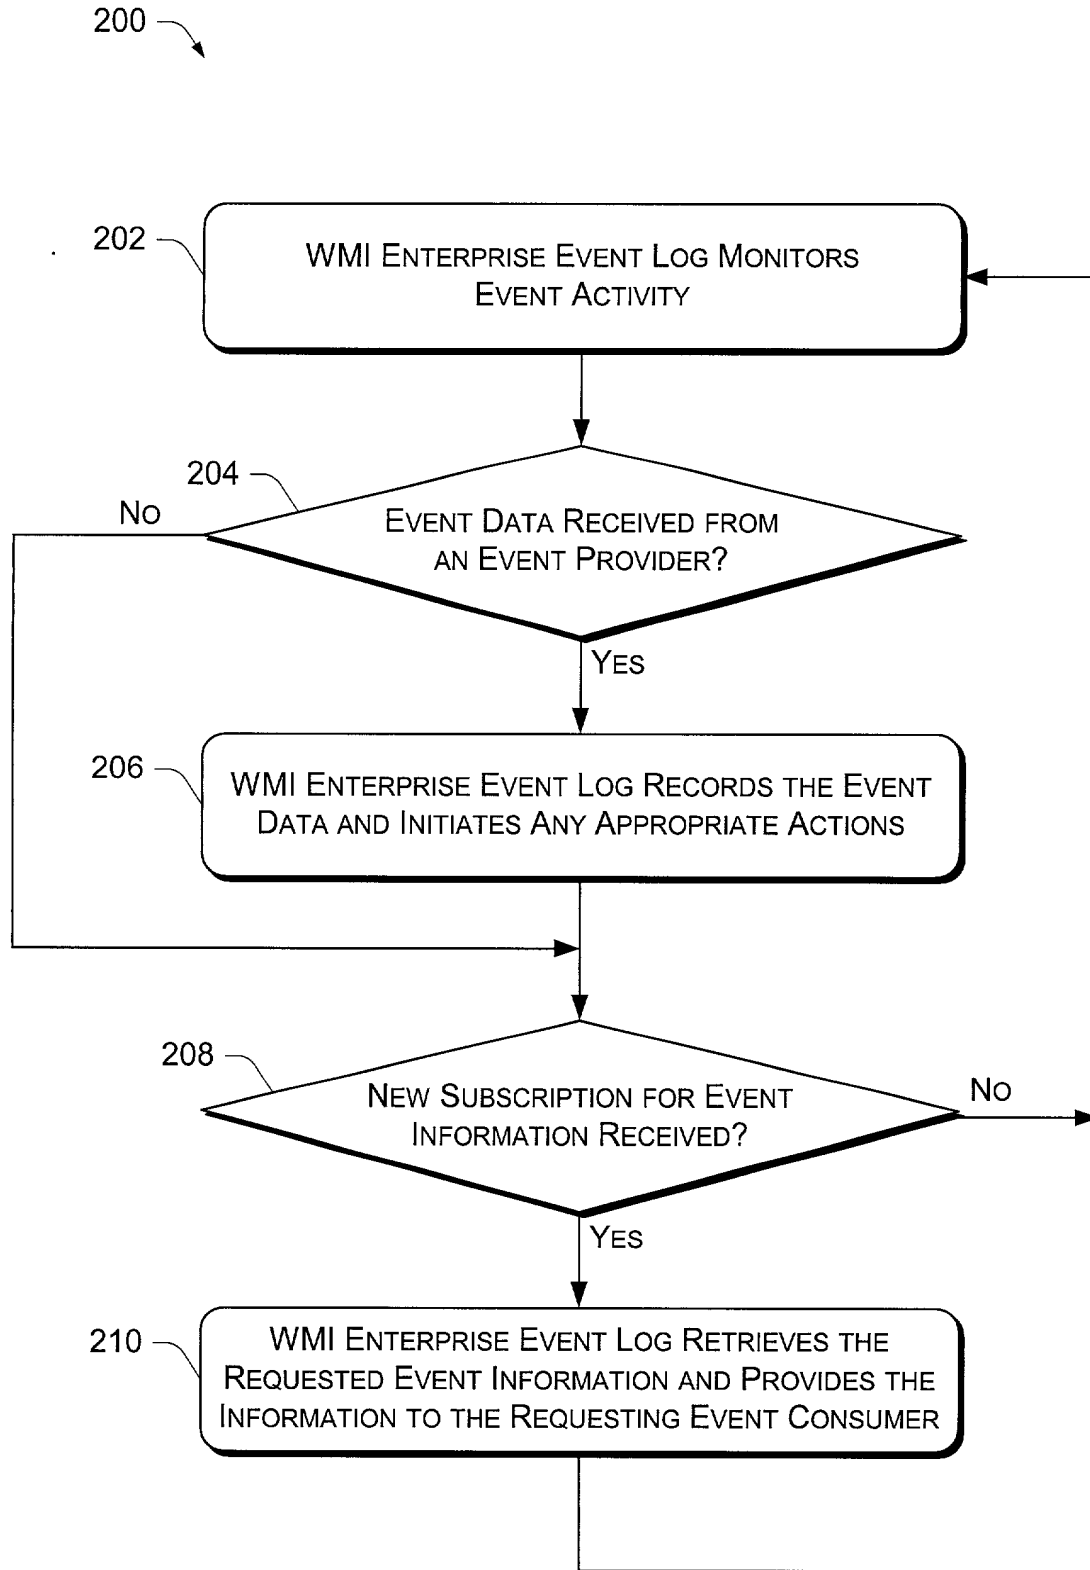 200
202
WMI ENTERPRISE EVENT LOG MONITORS
EVENT ACTIVITY
204
NO
EVENT DATA RECEIVED FROM
AN EVENT PROVIDER?
YES
206
WMI ENTERPRISE EVENT LOG RECORDS THE EVENT
DATA AND INITIATES ANY APPROPRIATE ACTIONS
208
NEW SUBSCRIPTION FOR EVENT
INFORMATION RECEIVED?
NO
YES
210
WMI ENTERPRISE EVENT LOG RETRIEVES THE
REQUESTED EVENT INFORMATION AND PROVIDES THE
INFORMATION TO THE REQUESTING EVENT CONSUMER